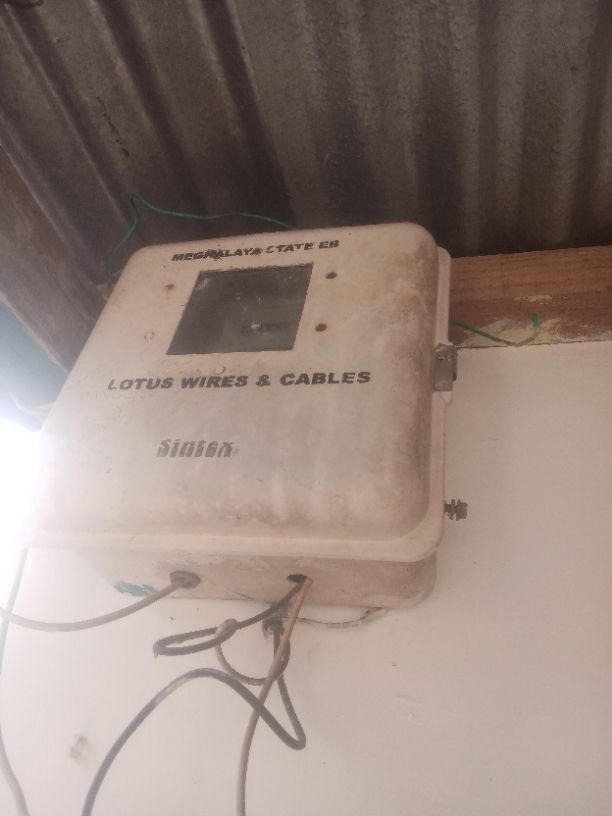 MEGHALAYA STATE EB
LOTUS WIRES & CABLES
Sintex